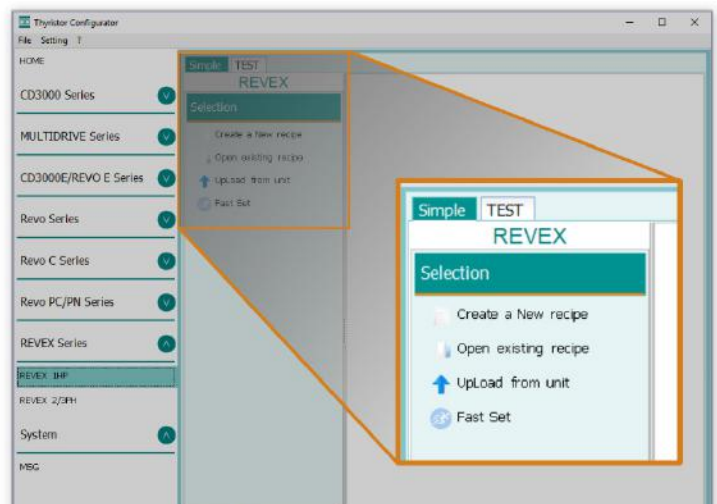 Thyristor Configurator
File Setting ?
HOME
CD3000 Series
MULTIDRIVE Series
CD3000E/REVO E Series
Revo Series
Revo C Series
Revo PC/PN Series
REVEX Series
REVEX 1HP
REVEX 2/3PH
System
MSG
Simple TEST
REVEX
Selection
Create a New recipe
Open existing recipe
UpLoad from unit
Fast Set
Simple TEST
REVEX
Selection
Create a New recipe
Open existing recipe
UpLoad from unit
Fast Set